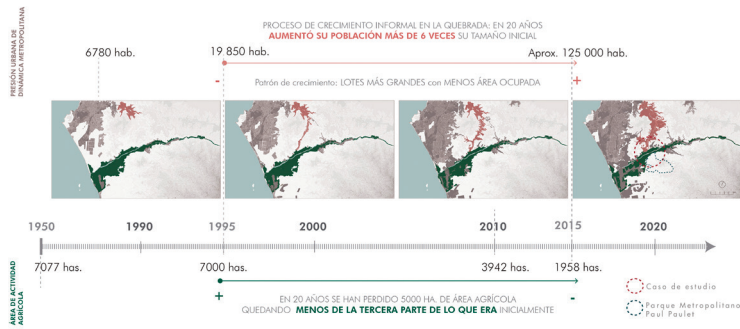 PROCESO DE CRECIMIENTO INFORMAL EN LA QUEBRADA: EN 20 AÑOS
AUMENTÓ SU POBLACIÓN MÁS DE 6 VECES SU TAMAÑO INICIAL
PRESIÓN URBANA DE
DINÁMICA METROPOLITANA
6780 hab.
19 850 hab.
Aprox. 125 000 hab.
- Patrón de crecimiento: LOTES MÁS GRANDES con MENOS ÁREA OCUPADA +
1950
1990
1995
2000
2010
2015
2020
7077 has.
7000 has.
3942 has.
1958 has.
ÁREA DE ACTIVIDAD
AGRÍCOLA
+ EN 20 AÑOS SE HAN PERDIDO 5000 HA. DE ÁREA AGRÍCOLA -
QUEDANDO MENOS DE LA TERCERA PARTE DE LO QUE ERA INICIALMENTE
Caso de estudio
Parque Metropolitano
Paul Poulet